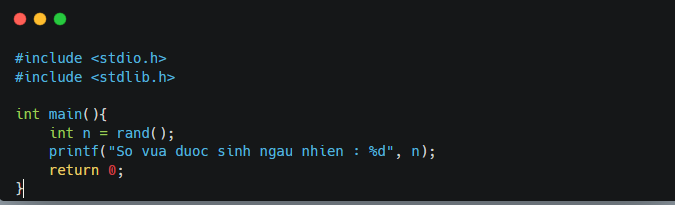 #include <stdio.h>
#include <stdlib.h>
int main(){
    int n = rand();
    printf("So vua duoc sinh ngau nhien : %d", n);
    return 0;
}